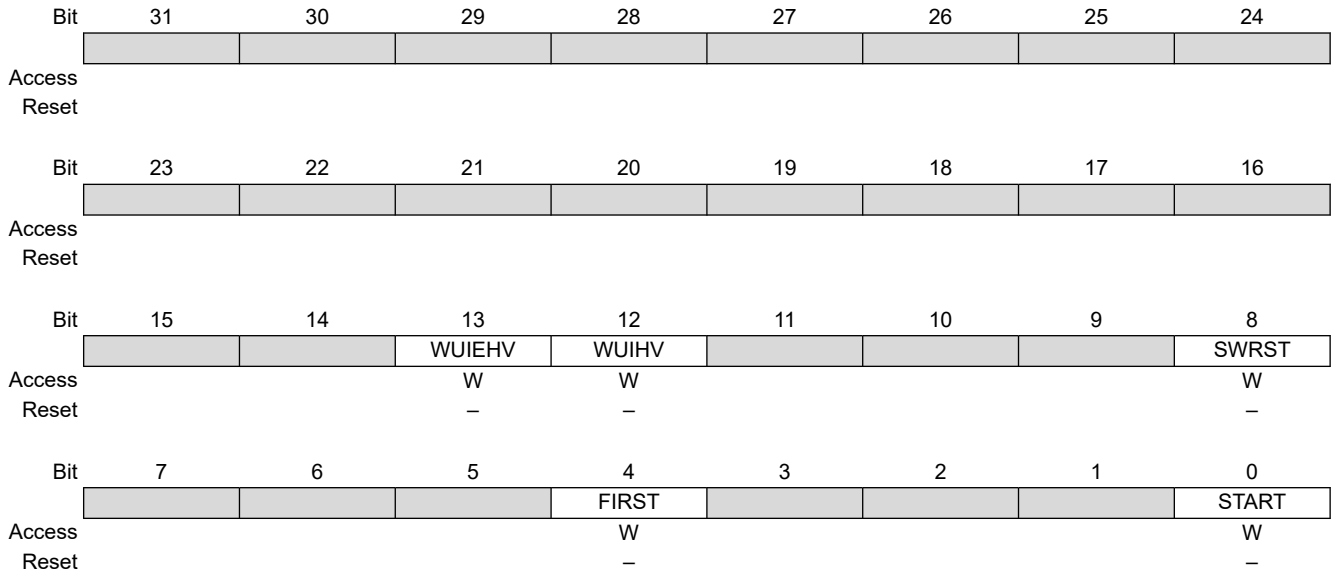 Bit 31 30 29 28 27 26 25 24
Access
Reset
Bit 23 22 21 20 19 18 17 16
Access
Reset
Bit 15 14 13 12 11 10 9 8
WUIEHV WUIHV SWRST
Access W W W
Reset – – –
Bit 7 6 5 4 3 2 1 0
FIRST START
Access W W
Reset – –